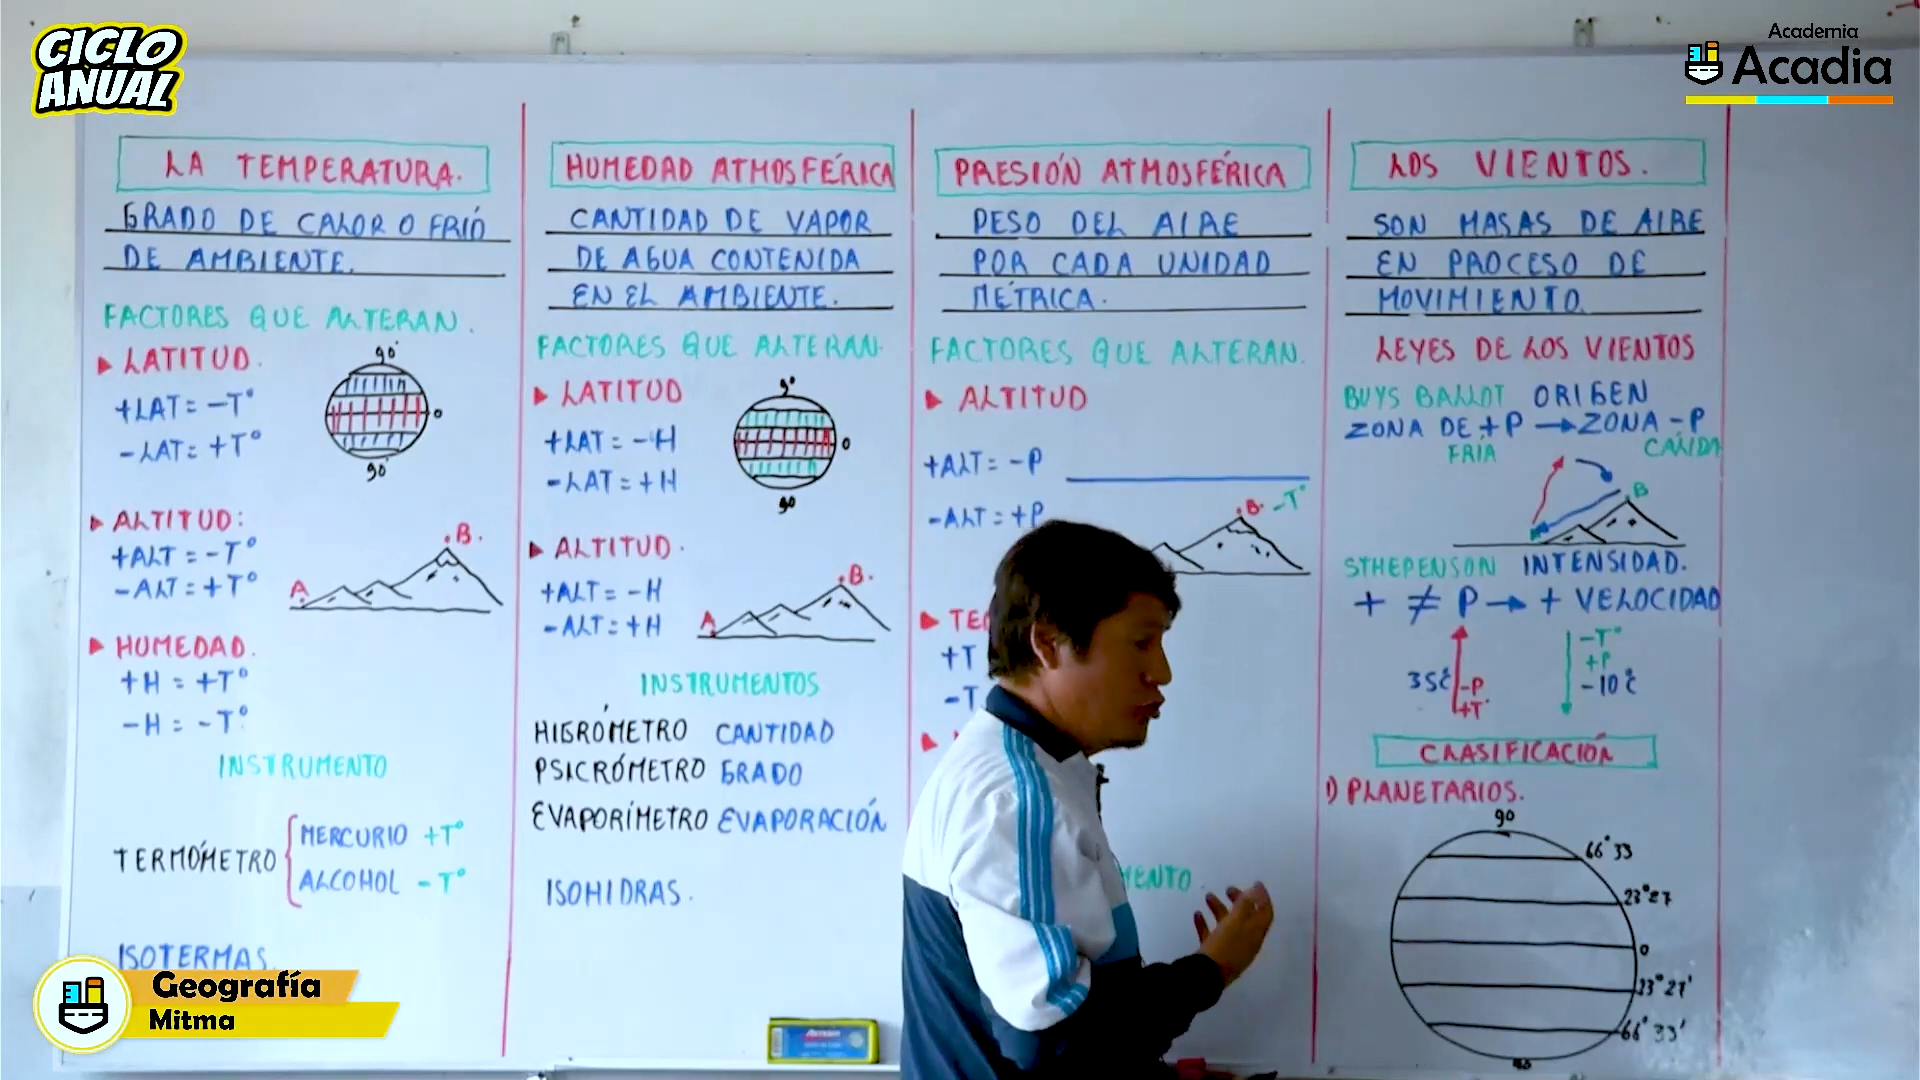 CICLO
ANUAL
Academia
Acadia
LA TEMPERATURA.
GRADO DE CALOR O FRIÓ
DE AMBIENTE.
FACTORES QUE ALTERAN.
LATITUD.
+LAT = -T°
-LAT = +T°
90°
0
90°
ALTITUD:
+ALT = -T°
-ALT = +T°
A
B.
HUMEDAD.
+H = +T°
-H = -T°
INSTRUMENTO
TERMÓMETRO
MERCURIO +T°
ALCOHOL -T°
ISOTERMAS.
HUMEDAD ATMOSFÉRICA
CANTIDAD DE VAPOR
DE AGUA CONTENIDA
EN EL AMBIENTE.
FACTORES QUE ALTERAN.
LATITUD
+LAT = -H
-LAT = +H
9°
0
90
ALTITUD.
+ALT = -H
-ALT = +H
A
B.
INSTRUMENTOS
HIGRÓMETRO CANTIDAD
PSICRÓMETRO GRADO
EVAPORÍMETRO EVAPORACIÓN
ISOHIDRAS.
PRESIÓN ATMOSFÉRICA
PESO DEL AIRE
POR CADA UNIDAD
MÉTRICA.
FACTORES QUE ALTERAN.
ALTITUD
+ALT = -P
-ALT = +P
B -T°
TE
+T
-T
MENTO.
LOS VIENTOS.
SON MASAS DE AIRE
EN PROCESO DE
MOVIMIENTO.
LEYES DE LOS VIENTOS
BUYS BALLOT ORIGEN
ZONA DE +P → ZONA -P
FRÍA CALIDA
B
STHEPENSON INTENSIDAD.
+ ≠ P → + VELOCIDAD
35°C -P
+T°
-T°
+P
-10°C
CLASIFICACIÓN
1) PLANETARIOS.
90
66° 33
23°27
0
23°27'
66° 33'
90
Geografía
Mitma